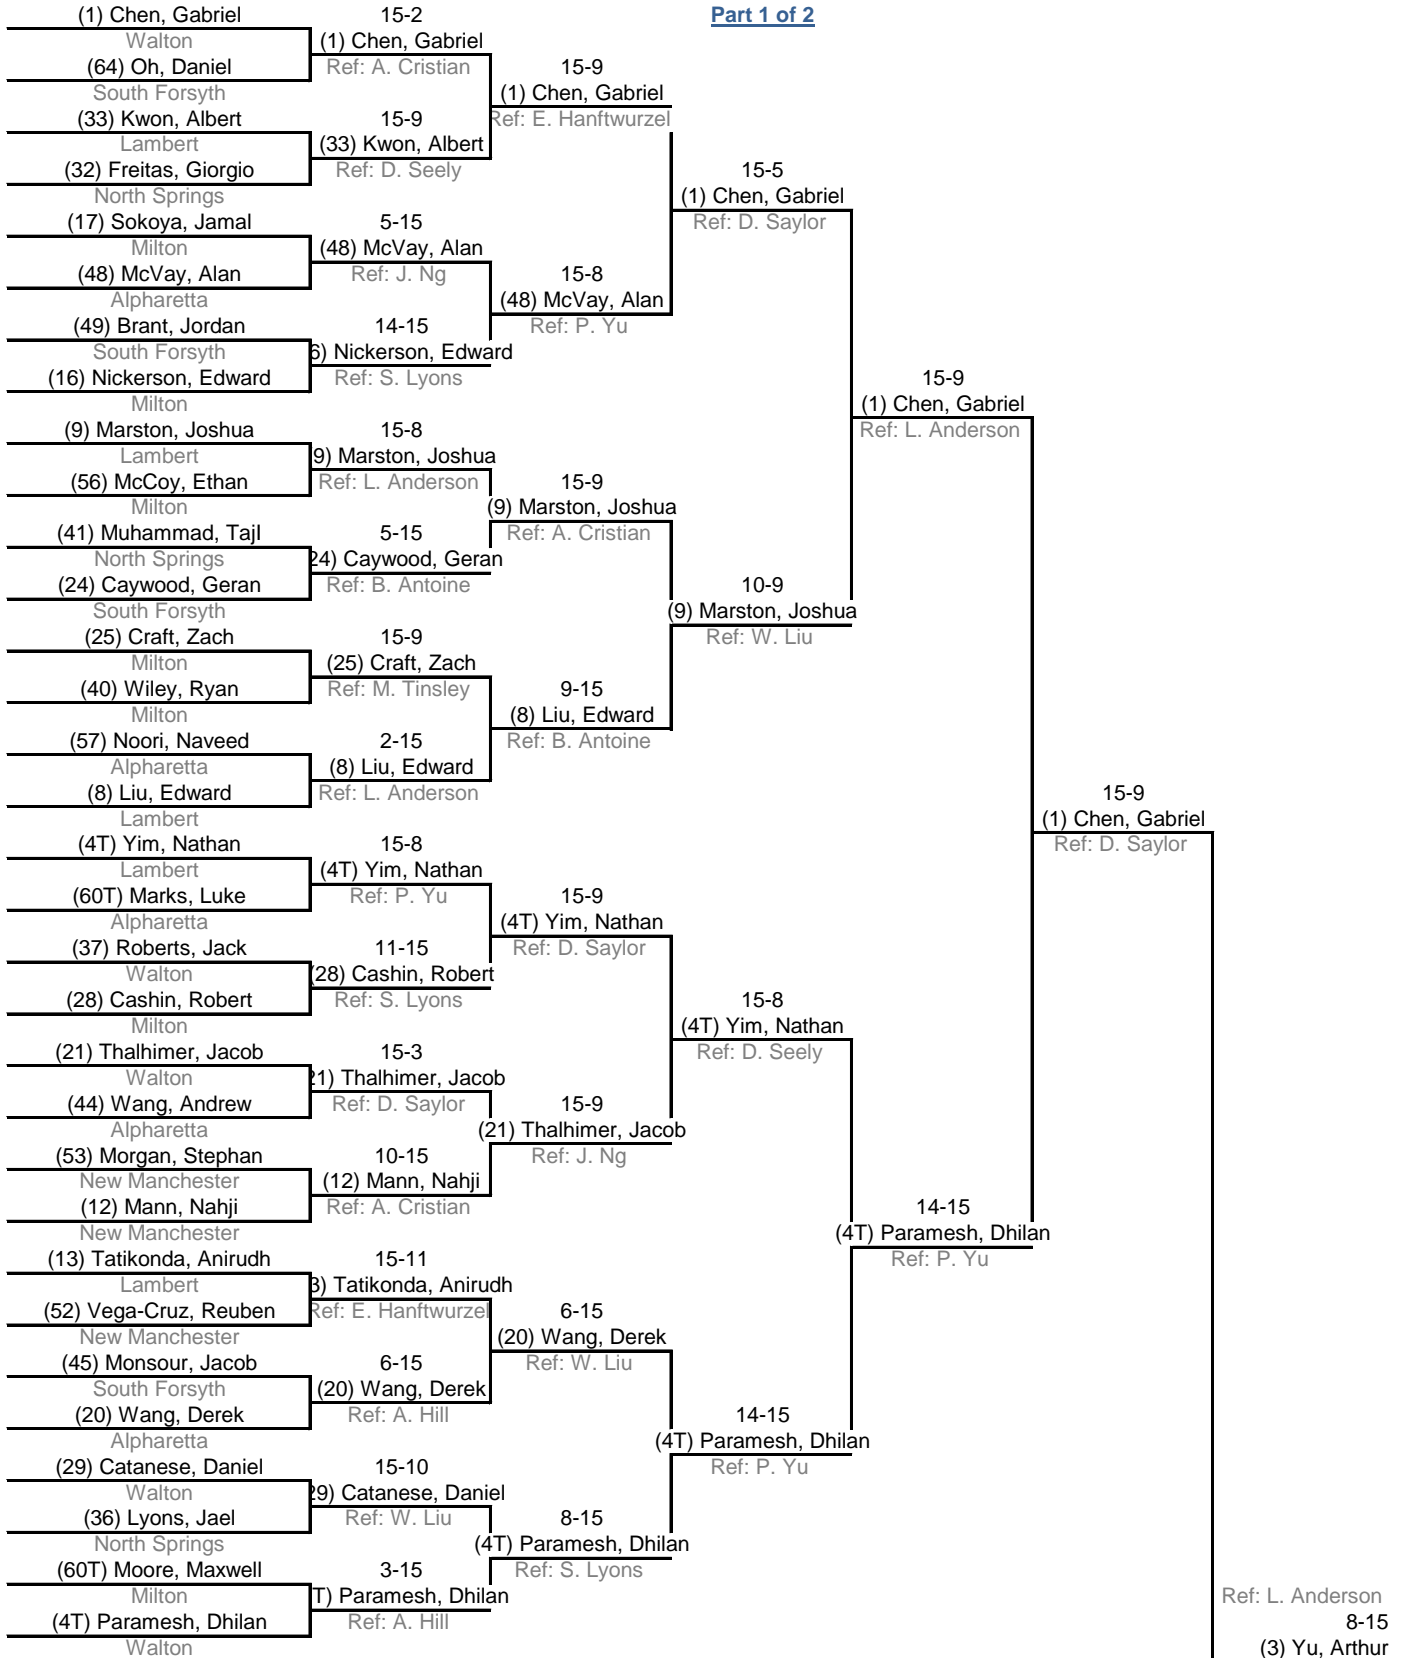 Part 1 of 2
(1) Chen, Gabriel
Walton
(64) Oh, Daniel
South Forsyth
(33) Kwon, Albert
Lambert
(32) Freitas, Giorgio
North Springs
(17) Sokoya, Jamal
Milton
(48) McVay, Alan
Alpharetta
(49) Brant, Jordan
South Forsyth
(16) Nickerson, Edward
Milton
(9) Marston, Joshua
Lambert
(56) McCoy, Ethan
Milton
(41) Muhammad, TajI
North Springs
(24) Caywood, Geran
South Forsyth
(25) Craft, Zach
Milton
(40) Wiley, Ryan
Milton
(57) Noori, Naveed
Alpharetta
(8) Liu, Edward
Lambert
(4T) Yim, Nathan
Lambert
(60T) Marks, Luke
Alpharetta
(37) Roberts, Jack
Walton
(28) Cashin, Robert
Milton
(21) Thalhimer, Jacob
Walton
(44) Wang, Andrew
Alpharetta
(53) Morgan, Stephan
New Manchester
(12) Mann, Nahji
New Manchester
(13) Tatikonda, Anirudh
Lambert
(52) Vega-Cruz, Reuben
New Manchester
(45) Monsour, Jacob
South Forsyth
(20) Wang, Derek
Alpharetta
(29) Catanese, Daniel
Walton
(36) Lyons, Jael
North Springs
(60T) Moore, Maxwell
Milton
(4T) Paramesh, Dhilan
Walton
15-2
(1) Chen, Gabriel
Ref: A. Cristian
15-9
(33) Kwon, Albert
Ref: D. Seely
5-15
(48) McVay, Alan
Ref: J. Ng
14-15
6) Nickerson, Edward
Ref: S. Lyons
15-8
9) Marston, Joshua
Ref: L. Anderson
5-15
24) Caywood, Geran
Ref: B. Antoine
15-9
(25) Craft, Zach
Ref: M. Tinsley
2-15
(8) Liu, Edward
Ref: L. Anderson
15-8
(4T) Yim, Nathan
Ref: P. Yu
11-15
(28) Cashin, Robert
Ref: S. Lyons
15-3
21) Thalhimer, Jacob
Ref: D. Saylor
10-15
(12) Mann, Nahji
Ref: A. Cristian
15-11
3) Tatikonda, Anirudh
Ref: E. Hanftwurzel
6-15
(20) Wang, Derek
Ref: A. Hill
15-10
29) Catanese, Daniel
Ref: W. Liu
3-15
T) Paramesh, Dhilan
Ref: A. Hill
15-9
(1) Chen, Gabriel
Ref: E. Hanftwurzel
15-8
(48) McVay, Alan
Ref: P. Yu
15-9
(9) Marston, Joshua
Ref: A. Cristian
9-15
(8) Liu, Edward
Ref: B. Antoine
15-9
(4T) Yim, Nathan
Ref: D. Saylor
15-9
(21) Thalhimer, Jacob
Ref: J. Ng
6-15
(20) Wang, Derek
Ref: W. Liu
8-15
(4T) Paramesh, Dhilan
Ref: S. Lyons
15-5
(1) Chen, Gabriel
Ref: D. Saylor
10-9
(9) Marston, Joshua
Ref: W. Liu
15-8
(4T) Yim, Nathan
Ref: D. Seely
14-15
(4T) Paramesh, Dhilan
Ref: P. Yu
15-9
(1) Chen, Gabriel
Ref: L. Anderson
14-15
(4T) Paramesh, Dhilan
Ref: P. Yu
15-9
(1) Chen, Gabriel
Ref: D. Saylor
Ref: L. Anderson
8-15
(3) Yu, Arthur